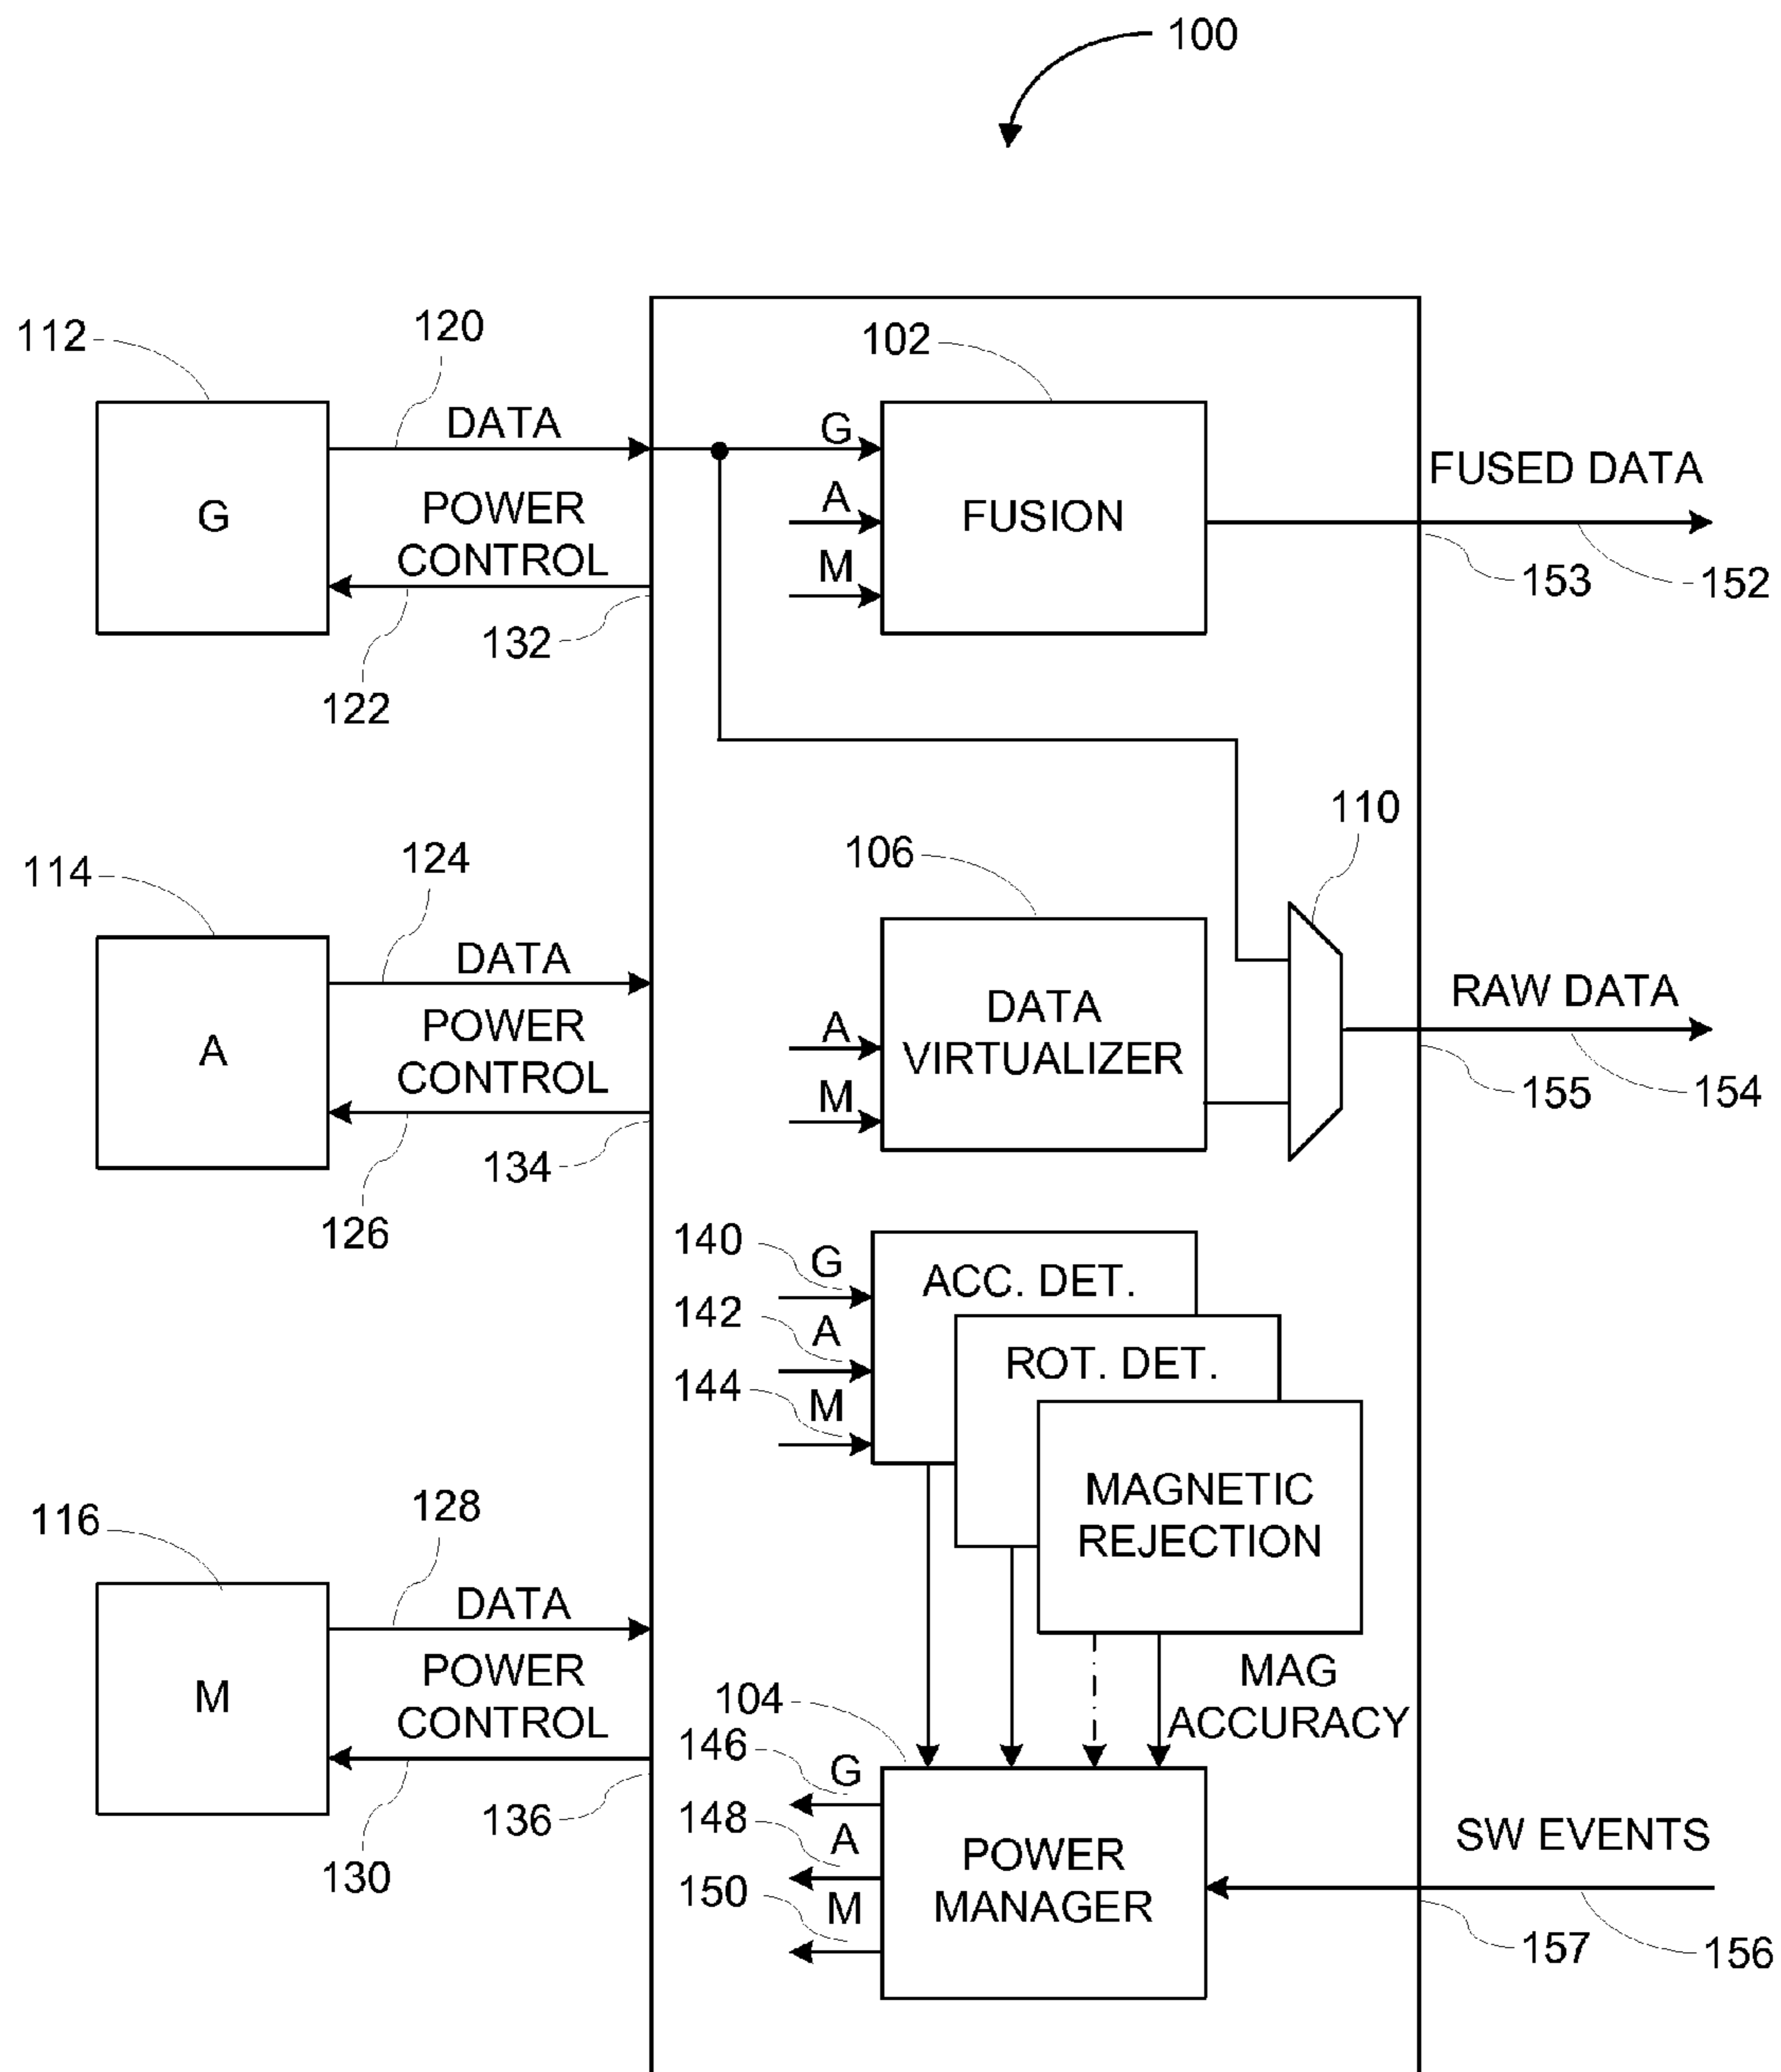 100
112
120
102
DATA
G
POWER
CONTROL
G
A
M
FUSION
FUSED DATA
153
152
132
122
110
114
124
106
DATA
A
POWER
CONTROL
DATA
VIRTUALIZER
A
M
RAW DATA
155
154
134
126
140
G
142
A
144
M
ACC. DET.
ROT. DET.
MAGNETIC
REJECTION
116
128
DATA
M
POWER
CONTROL
MAG
ACCURACY
104
146
G
148
A
150
M
POWER
MANAGER
SW EVENTS
136
130
157
156